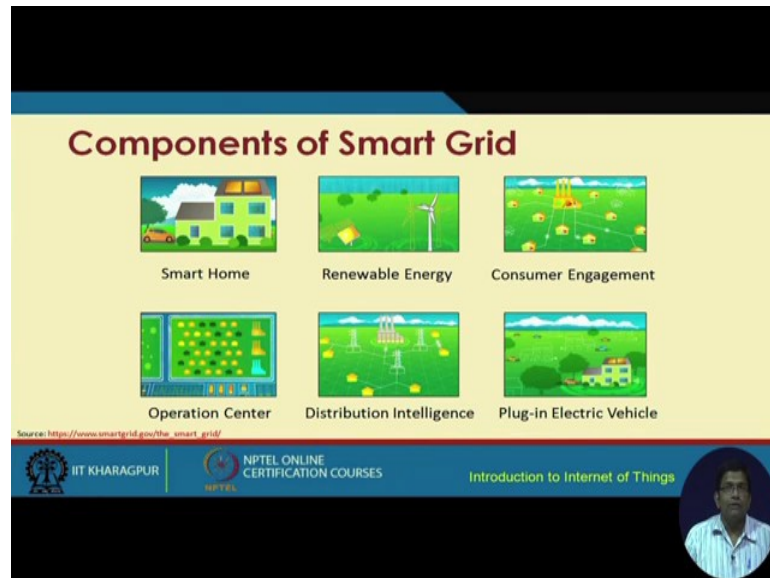 Components of Smart Grid
Smart Home
Renewable Energy
Consumer Engagement
Operation Center
Distribution Intelligence
Plug-in Electric Vehicle
Source: https://www.smartgrid.gov/the_smart_grid/
IIT KHARAGPUR
NPTEL
NPTEL ONLINE
CERTIFICATION COURSES
Introduction to Internet of Things